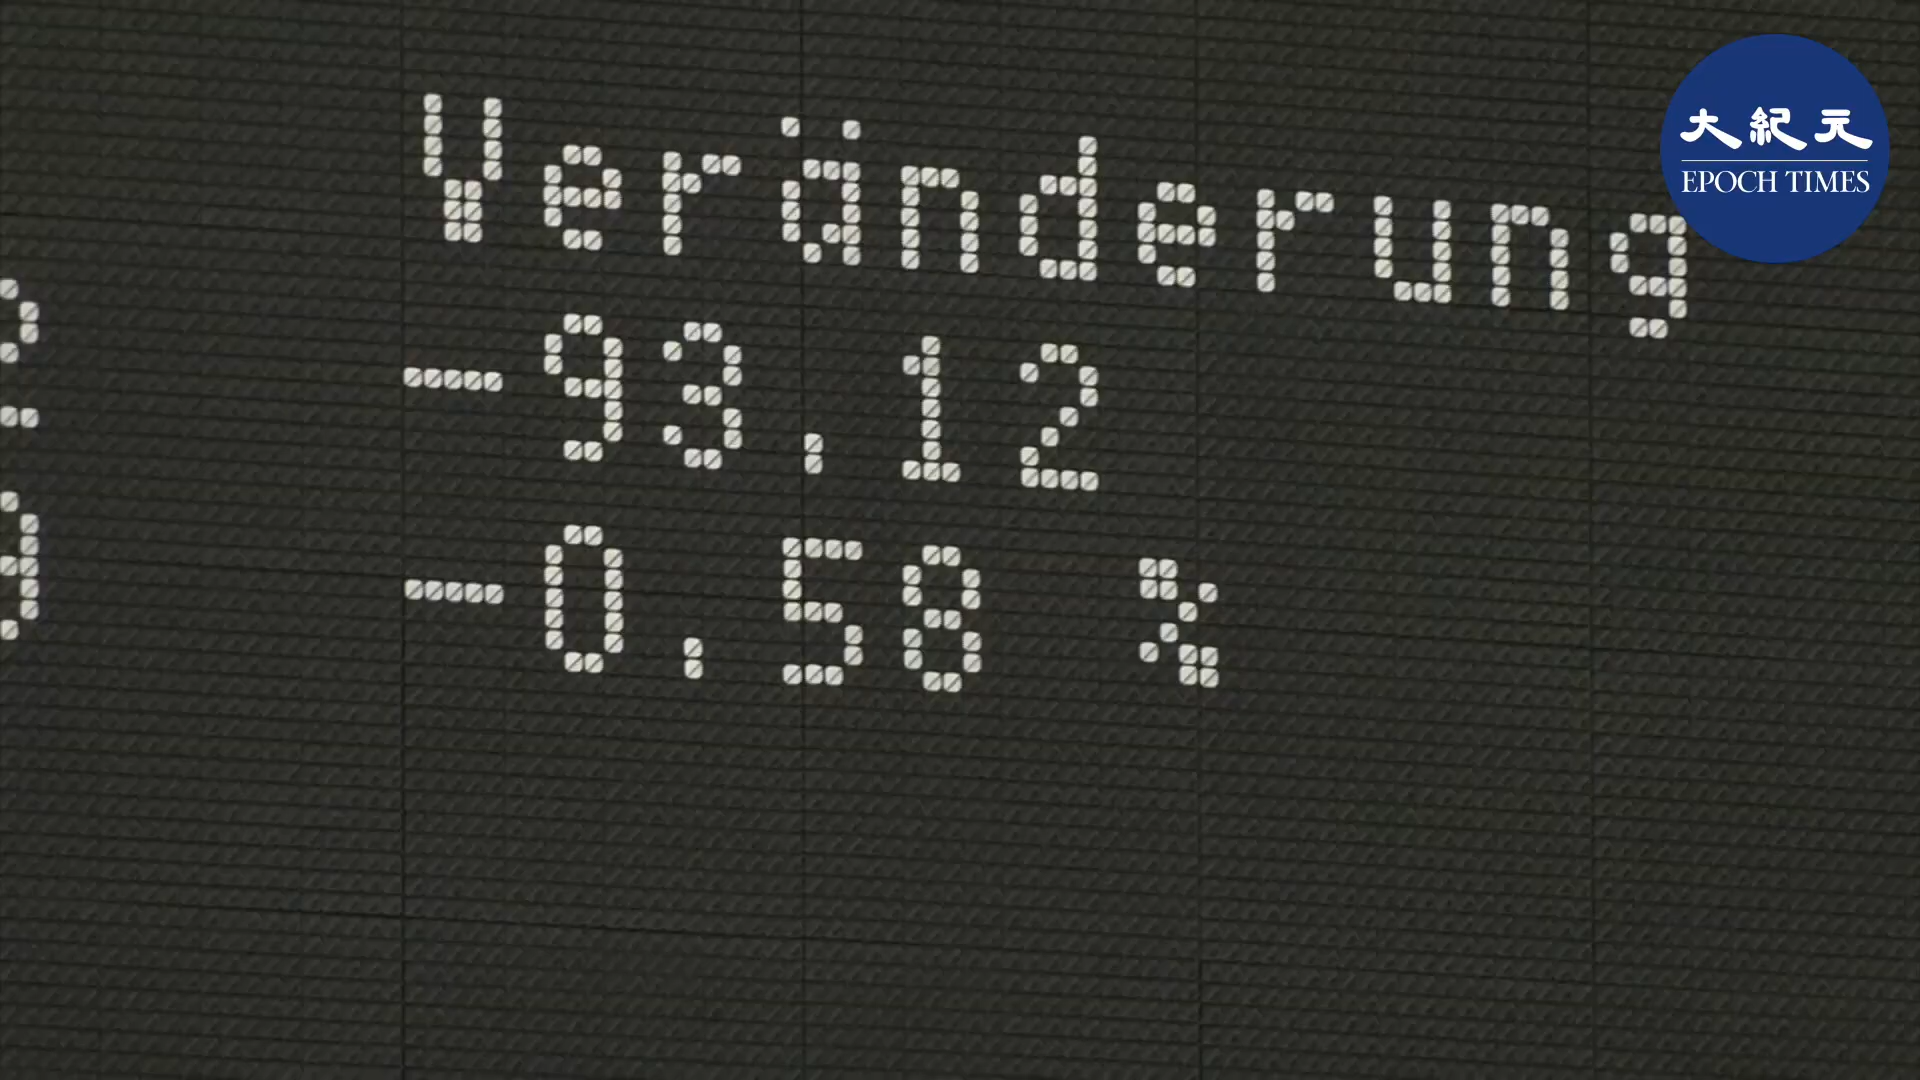 Veränderung
-93,12
-0,58 %
大紀元
EPOCH TIMES